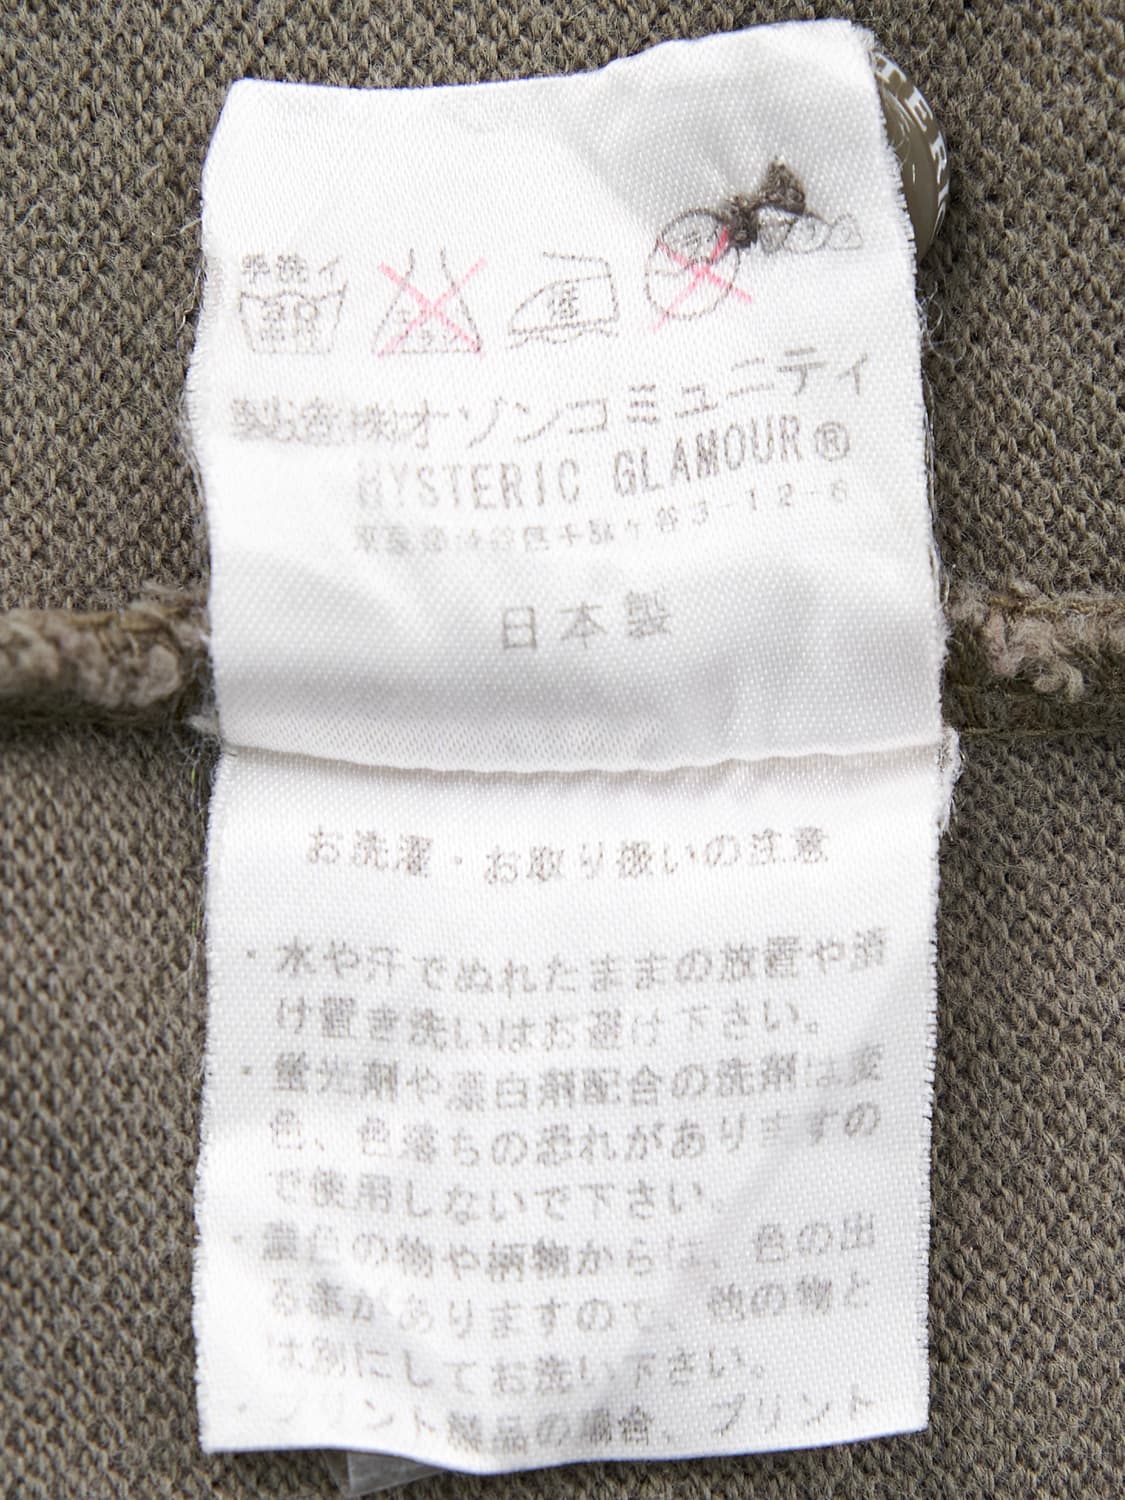 HYSTERIC
手洗イ
30
中
製造元㈱オゾンコミュニティ
HYSTERIC GLAMOUR®
東京都渋谷区千駄ヶ谷3-12-6
日本製
お洗濯・お取り扱いの注意
・水や汗でぬれたままの放置や漬
け置き洗いはお避け下さい。
・蛍光剤や漂白剤配合の洗剤は変
色、色落ちの恐れがありますの
で使用しないで下さい。
・濃色の物や柄物からは、色の出
る事がありますので、他の物と
は別にしてお洗い下さい。
・プリント製品の場合、プリント